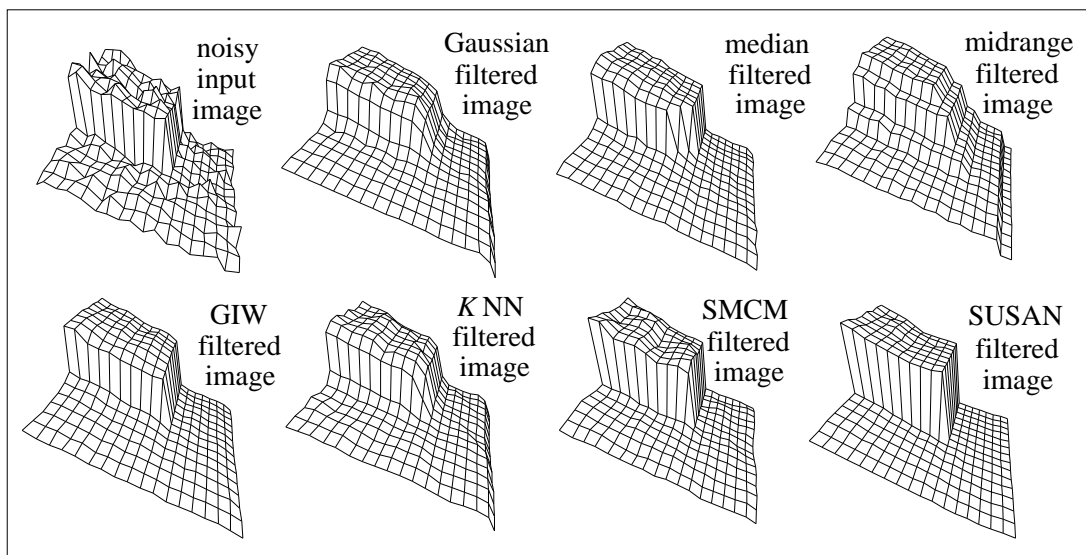 noisy
input
image
Gaussian
filtered
image
median
filtered
image
midrange
filtered
image
GIW
filtered
image
K NN
filtered
image
SMCM
filtered
image
SUSAN
filtered
image